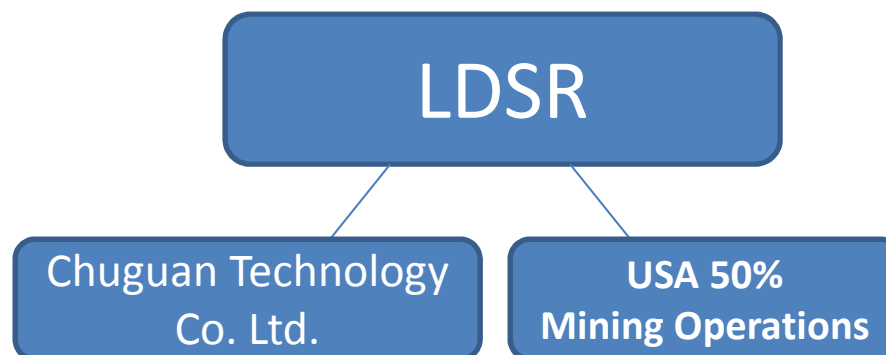 LDSR
Chuguan Technology
Co. Ltd.
USA 50%
Mining Operations